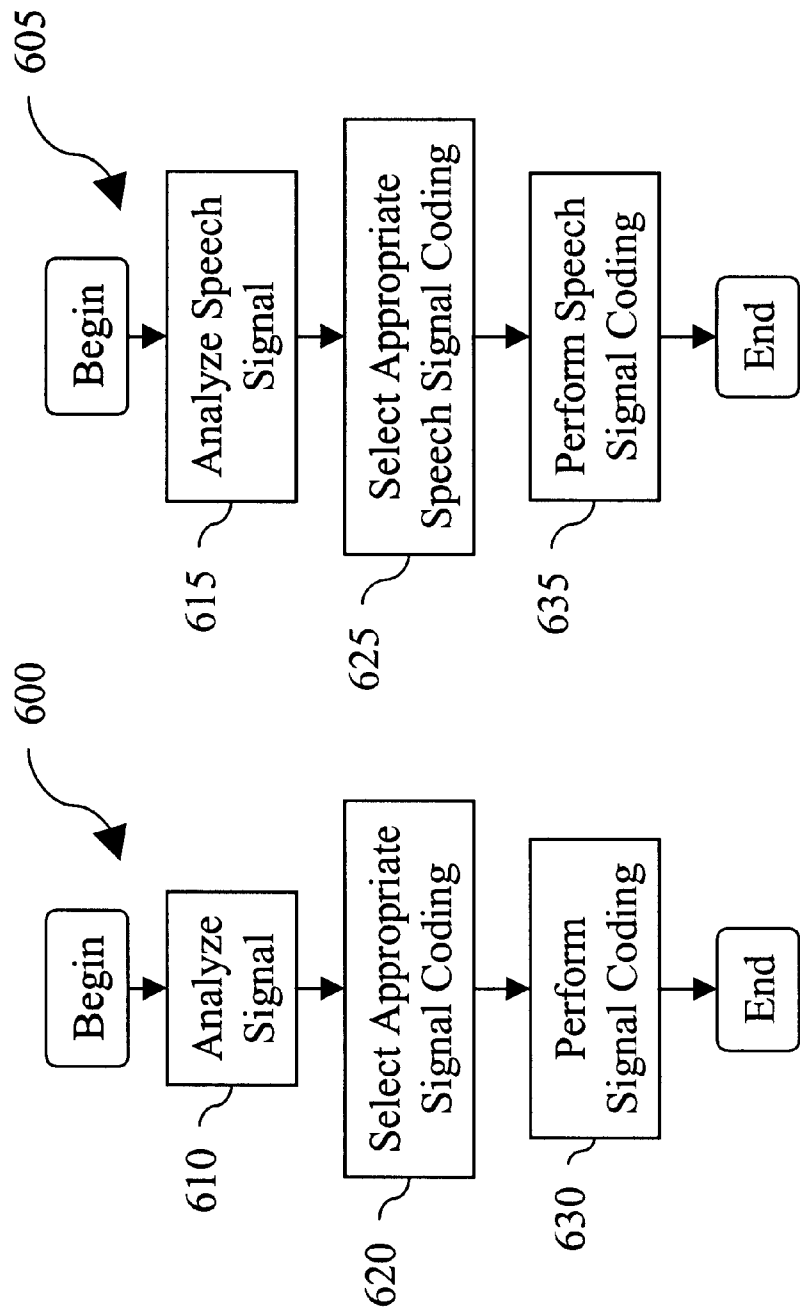 600
Begin
610
Analyze
Signal
620
Select Appropriate
Signal Coding
630
Perform
Signal Coding
End
605
Begin
615
Analyze Speech
Signal
625
Select Appropriate
Speech Signal Coding
635
Perform Speech
Signal Coding
End